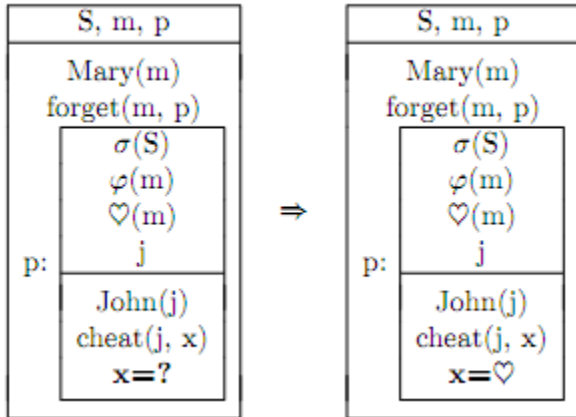 S, m, p
Mary(m)
forget(m, p)
σ(S)
φ(m)
♡(m)
j
p:
John(j)
cheat(j, x)
x=?
⇒
S, m, p
Mary(m)
forget(m, p)
σ(S)
φ(m)
♡(m)
j
p:
John(j)
cheat(j, x)
x=♡